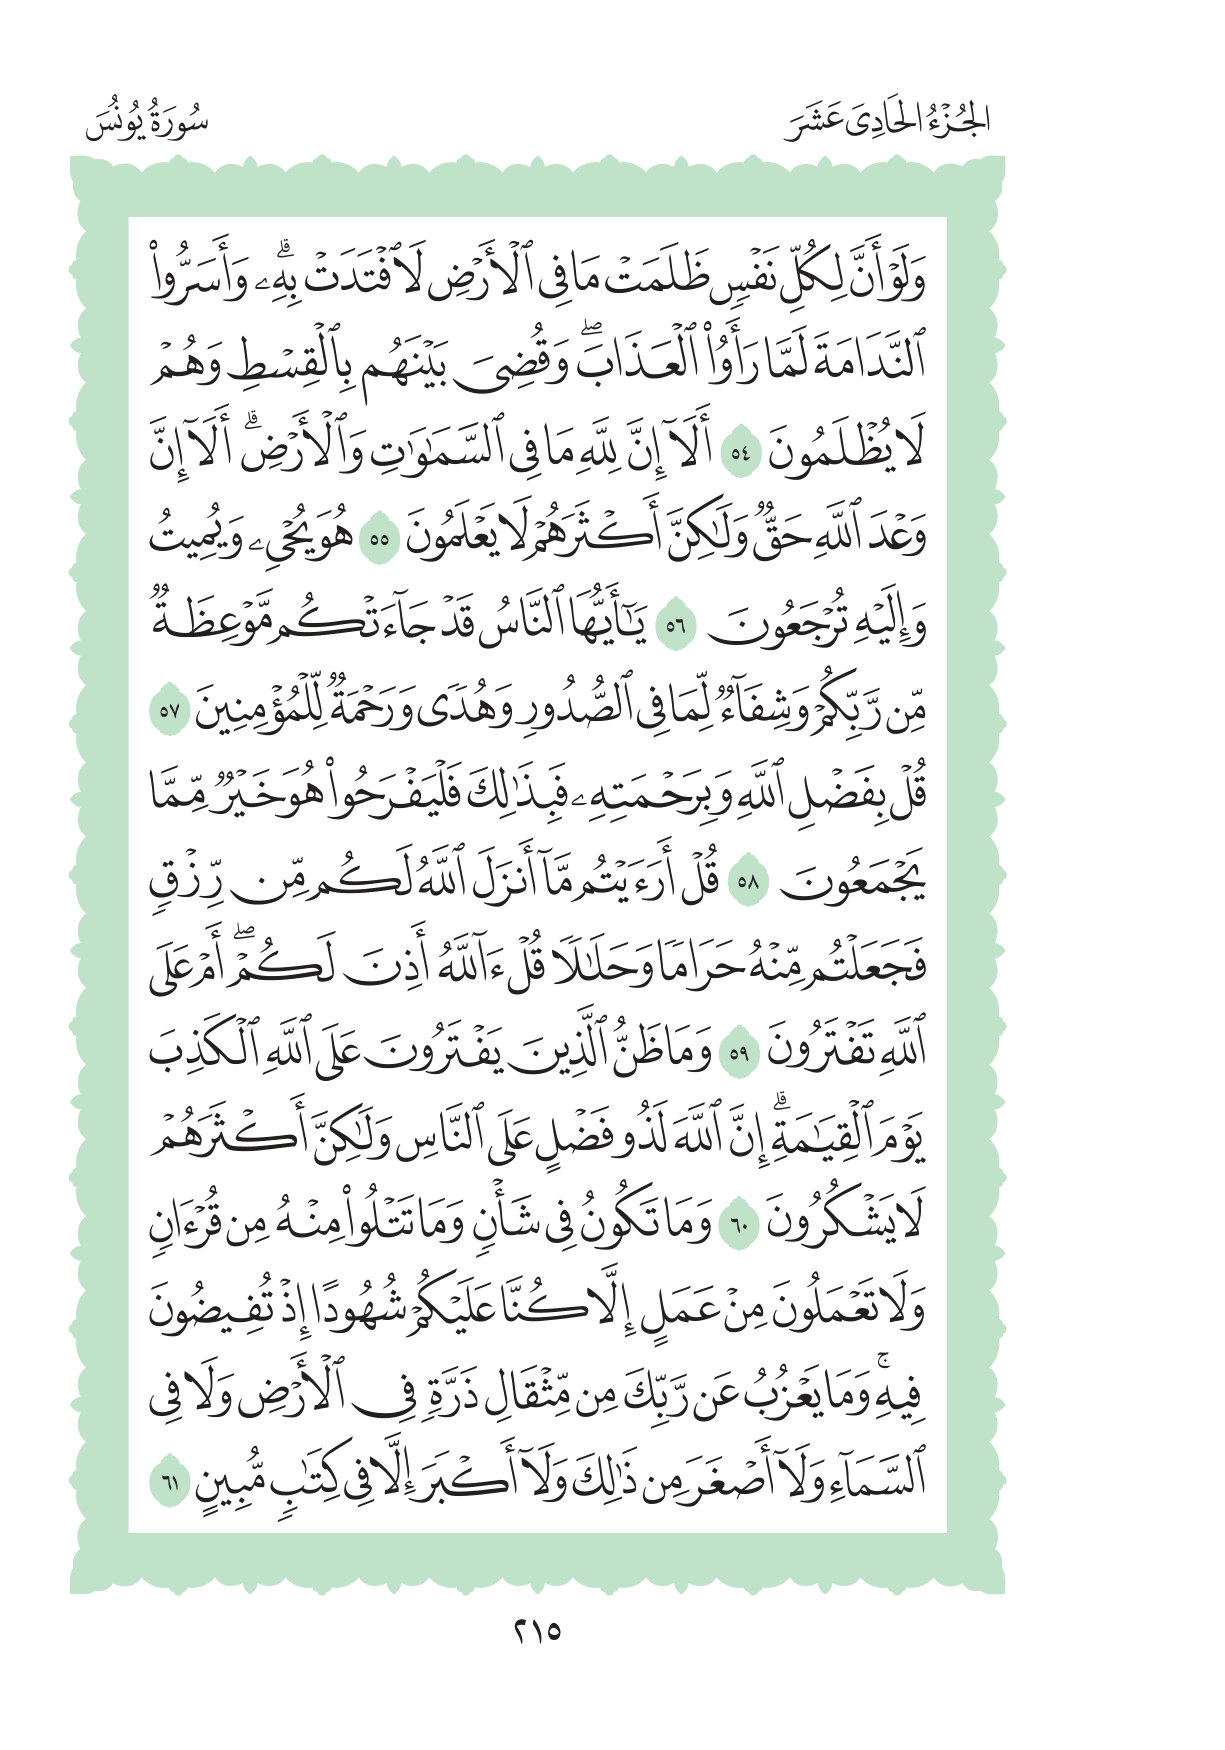 الجُزْءُ الحَادِىَ عَشَرَ
سُورَةُ يُونُسَ
وَلَوْ أَنَّ لِكُلِّ نَفْسٖ ظَلَمَتْ مَا فِي ٱلْأَرْضِ لَٱفْتَدَتْ بِهِۦۗ وَأَسَرُّواْ
ٱلنَّدَامَةَ لَمَّا رَأَوُاْ ٱلْعَذَابَۖ وَقُضِيَ بَيْنَهُم بِٱلْقِسْطِ وَهُمْ
لَا يُظْلَمُونَ ٥٤ أَلَآ إِنَّ لِلَّهِ مَا فِي ٱلسَّمَٰوَٰتِ وَٱلْأَرْضِۗ أَلَآ إِنَّ
وَعْدَ ٱللَّهِ حَقّٞ وَلَٰكِنَّ أَكْثَرَهُمْ لَا يَعْلَمُونَ ٥٥ هُوَ يُحْيِۦ وَيُمِيتُ
وَإِلَيْهِ تُرْجَعُونَ ٥٦ يَٰٓأَيُّهَا ٱلنَّاسُ قَدْ جَآءَتْكُم مَّوْعِظَةٞ
مِّن رَّبِّكُمْ وَشِفَآءٞ لِّمَا فِي ٱلصُّدُورِ وَهُدٗى وَرَحْمَةٞ لِّلْمُؤْمِنِينَ ٥٧
قُلْ بِفَضْلِ ٱللَّهِ وَبِرَحْمَتِهِۦ فَبِذَٰلِكَ فَلْيَفْرَحُواْ هُوَ خَيْرٞ مِّمَّا
يَجْمَعُونَ ٥٨ قُلْ أَرَءَيْتُم مَّآ أَنزَلَ ٱللَّهُ لَكُم مِّن رِّزْقٖ
فَجَعَلْتُم مِّنْهُ حَرَامٗا وَحَلَٰلٗا قُلْ ءَآللَّهُ أَذِنَ لَكُمْۖ أَمْ عَلَى
ٱللَّهِ تَفْتَرُونَ ٥٩ وَمَا ظَنُّ ٱلَّذِينَ يَفْتَرُونَ عَلَى ٱللَّهِ ٱلْكَذِبَ
يَوْمَ ٱلْقِيَٰمَةِۗ إِنَّ ٱللَّهَ لَذُو فَضْلٍ عَلَى ٱلنَّاسِ وَلَٰكِنَّ أَكْثَرَهُمْ
لَا يَشْكُرُونَ ٦٠ وَمَا تَكُونُ فِي شَأْنٖ وَمَا تَتْلُواْ مِنْهُ مِن قُرْءَانٖ
وَلَا تَعْمَلُونَ مِنْ عَمَلٍ إِلَّا كُنَّا عَلَيْكُمْ شُهُودًا إِذْ تُفِيضُونَ
فِيهِۚ وَمَا يَعْزُبُ عَن رَّبِّكَ مِن مِّثْقَالِ ذَرَّةٖ فِي ٱلْأَرْضِ وَلَا فِي
ٱلسَّمَآءِ وَلَآ أَصْغَرَ مِن ذَٰلِكَ وَلَآ أَكْبَرَ إِلَّا فِي كِتَٰبٖ مُّبِينٍ ٦١
٢١٥